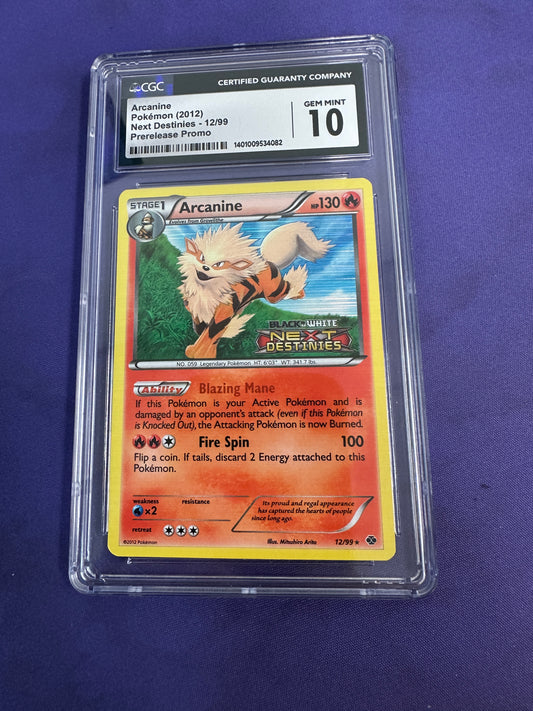 CGC
CERTIFIED GUARANTY COMPANY
Arcanine
Pokémon (2012)
Next Destinies - 12/99
Prerelease Promo
1401009534082
GEM MINT
10
STAGE1
Arcanine
HP130
Evolves from Growlithe
BLACK & WHITE
NEXT
DESTINIES
NO. 059 Legendary Pokémon HT: 6'03" WT: 341.7 lbs.
Ability Blazing Mane
If this Pokémon is your Active Pokémon and is
damaged by an opponent's attack (even if this Pokémon
is Knocked Out), the Attacking Pokémon is now Burned.
Fire Spin 100
Flip a coin. If tails, discard 2 Energy attached to this
Pokémon.
weakness resistance
×2
retreat
Its proud and regal appearance
has captured the hearts of people
since long ago.
©2012 Pokémon
Illus. Mitsuhiro Arita
12/99 ★